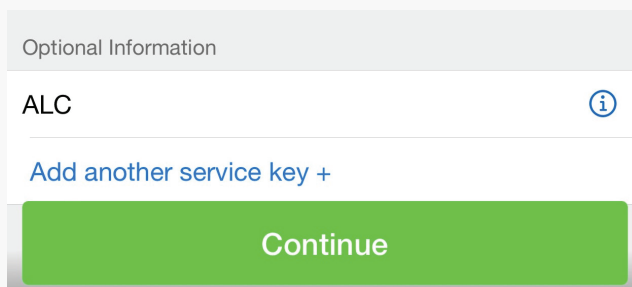 Optional Information
ALC
Add another service key +
Continue